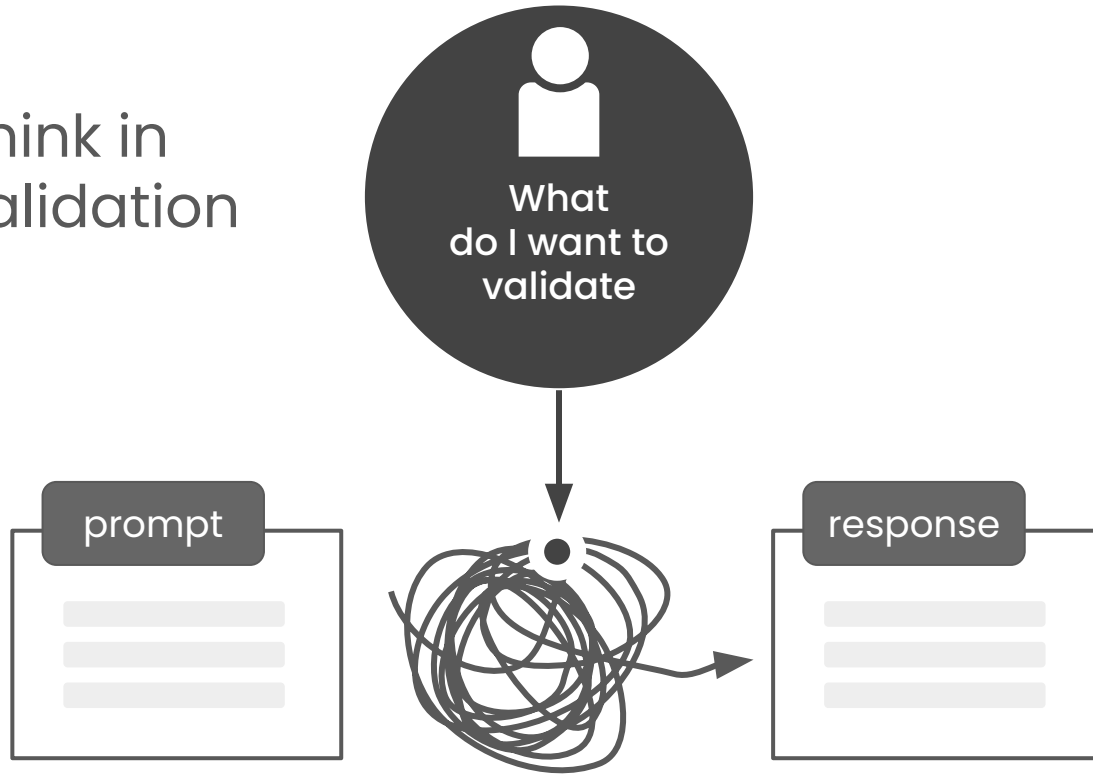 hink in
alidation
What
do I want to
validate
prompt
response